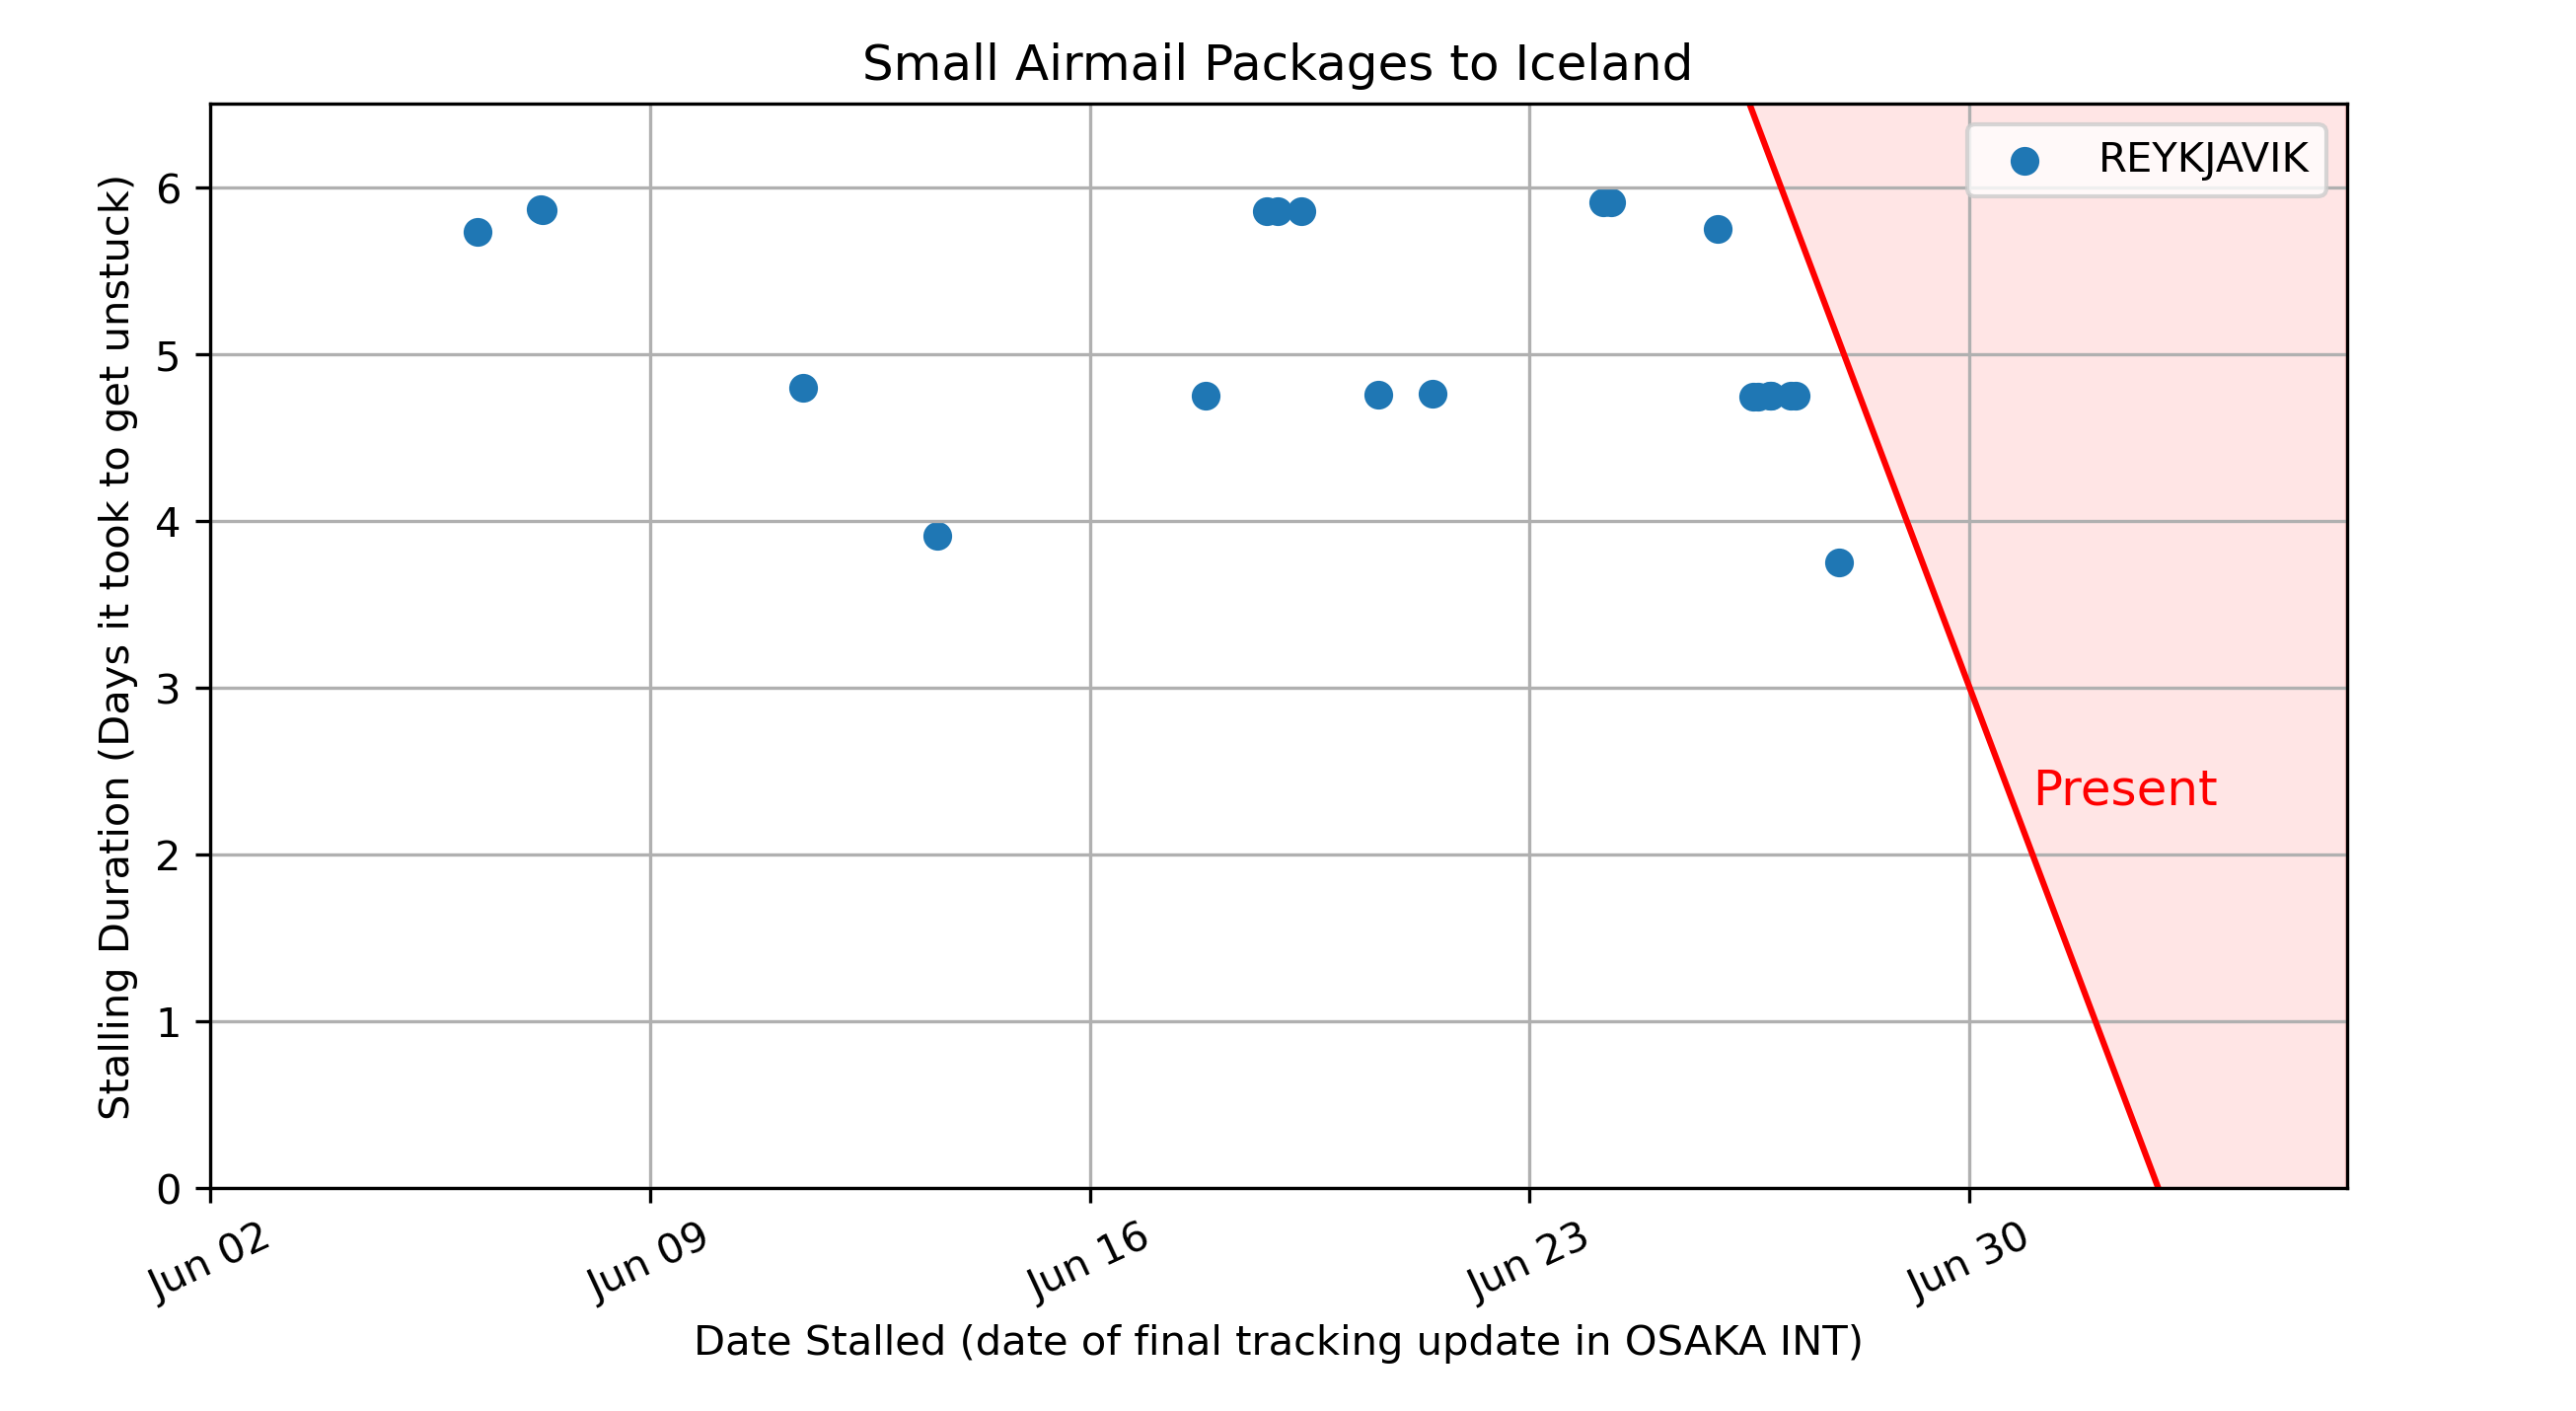 Small Airmail Packages to Iceland
REYKJAVIK
Stalling Duration (Days it took to get unstuck)
6
5
4
3
2
1
0
Present
Jun 02
Jun 09
Jun 16
Jun 23
Jun 30
Date Stalled (date of final tracking update in OSAKA INT)